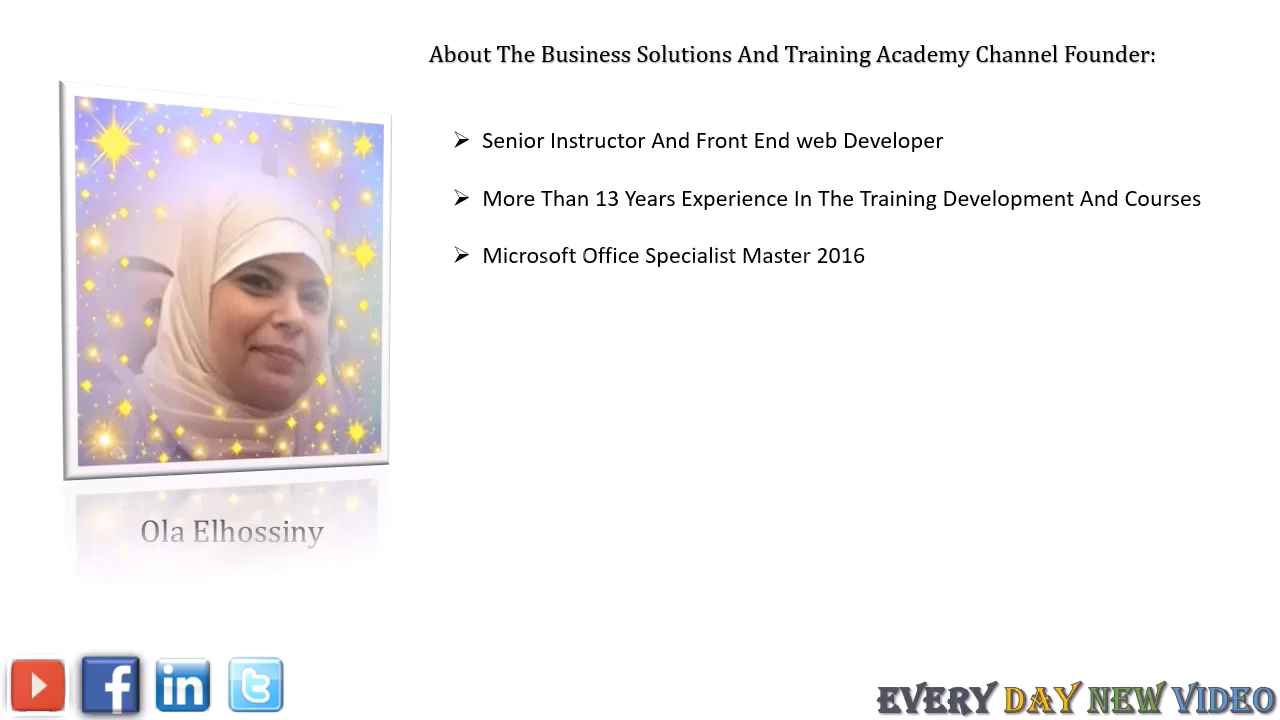 About The Business Solutions And Training Academy Channel Founder:
Senior Instructor And Front End web Developer
More Than 13 Years Experience In The Training Development And Courses
Microsoft Office Specialist Master 2016
Ola Elhossiny
f
in
t
EVERY DAY NEW VIDEO